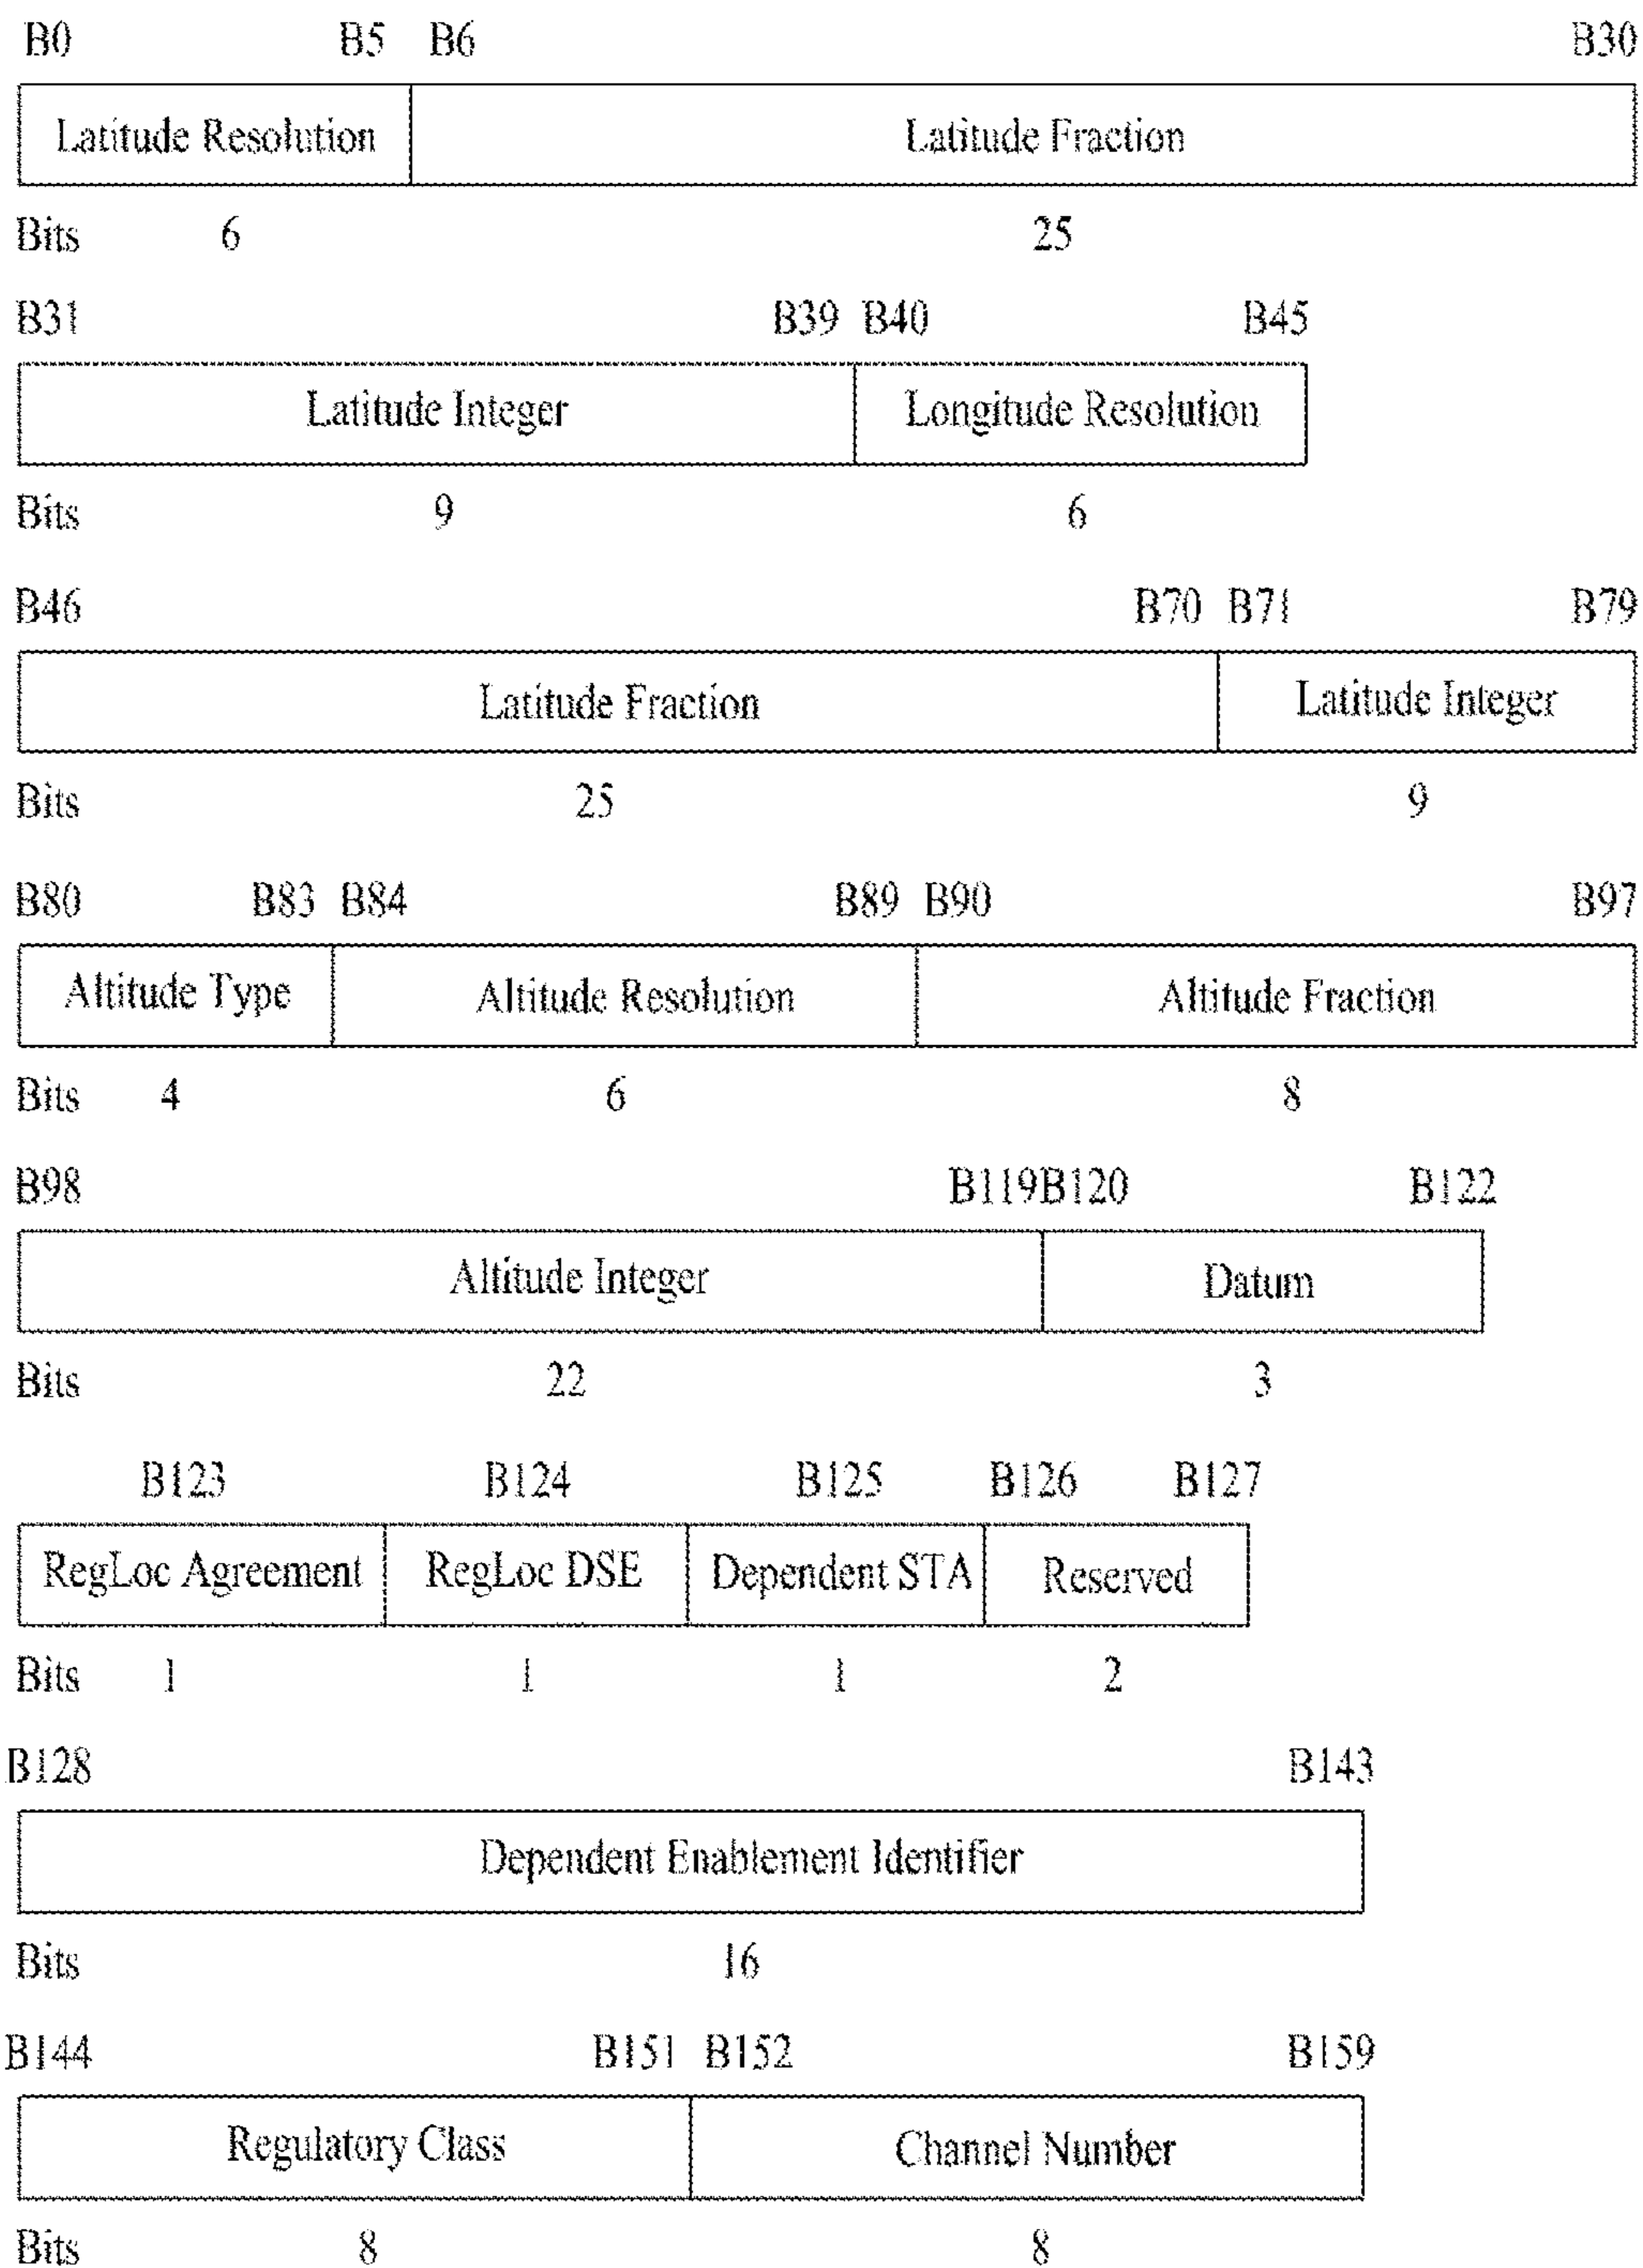 B0 B5 B6 B30
Latitude Resolution Latitude Fraction
Bits 6 25
B31 B39 B40 B45
Latitude Integer Longitude Resolution
Bits 9 6
B46 B70 B71 B79
Latitude Fraction Latitude Integer
Bits 25 9
B80 B83 B84 B89 B90 B97
Altitude Type Altitude Resolution Altitude Fraction
Bits 4 6 8
B98 B119 B120 B122
Altitude Integer Datum
Bits 22 3
B123 B124 B125 B126 B127
RegLoc Agreement RegLoc DSE Dependent STA Reserved
Bits 1 1 1 2
B128 B143
Dependent Enablement Identifier
Bits 16
B144 B151 B152 B159
Regulatory Class Channel Number
Bits 8 8